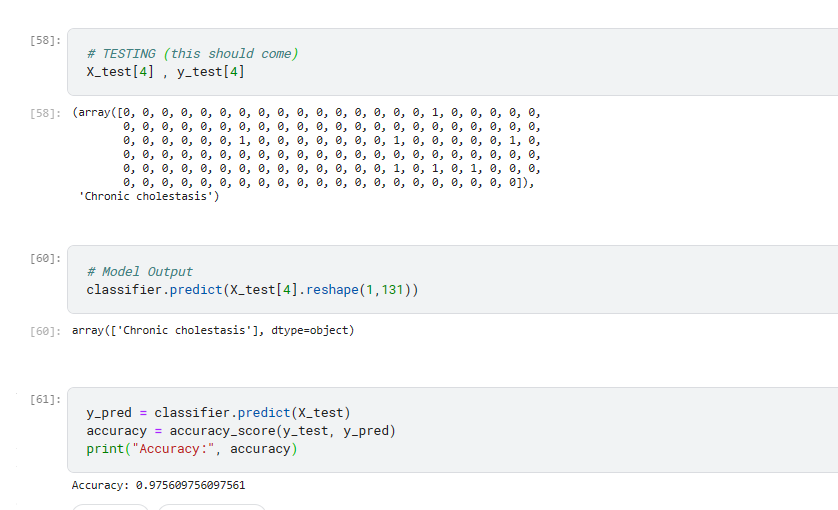 [58]:
# TESTING (this should come)
X_test[4] , y_test[4]
[58]: (array([0, 0, 0, 0, 0, 0, 0, 0, 0, 0, 0, 0, 0, 0, 0, 0, 1, 0, 0, 0, 0, 0,
0, 0, 0, 0, 0, 0, 0, 0, 0, 0, 0, 0, 0, 0, 0, 0, 0, 0, 0, 0, 0, 0,
0, 0, 0, 0, 0, 0, 1, 0, 0, 0, 0, 0, 0, 0, 1, 0, 0, 0, 0, 0, 1, 0,
0, 0, 0, 0, 0, 0, 0, 0, 0, 0, 0, 0, 0, 0, 0, 0, 0, 0, 0, 0, 0, 0,
0, 0, 0, 0, 0, 0, 0, 0, 0, 0, 0, 0, 0, 0, 1, 0, 1, 0, 1, 0, 0, 0,
0, 0, 0, 0, 0, 0, 0, 0, 0, 0, 0, 0, 0, 0, 0, 0, 0, 0, 0, 0, 0]),
'Chronic cholestasis')
[60]:
# Model Output
classifier.predict(X_test[4].reshape(1,131))
[60]: array(['Chronic cholestasis'], dtype=object)
[61]:
y_pred = classifier.predict(X_test)
accuracy = accuracy_score(y_test, y_pred)
print("Accuracy:", accuracy)
Accuracy: 0.975609756097561